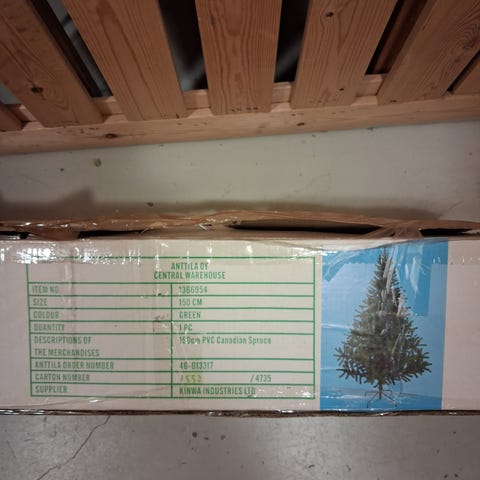 ANTTILA OY
CENTRAL WAREHOUSE
ITEM NO. 1366954
SIZE 150 CM
COLOUR GREEN
QUANTITY 1 PC
DESCRIPTIONS OF 150cm PVC Canadian Spruce
THE MERCHANDISES
ANTTILA ORDER NUMBER 46-013317
CARTON NUMBER /4735
SUPPLIER KINWA INDUSTRIES LTD